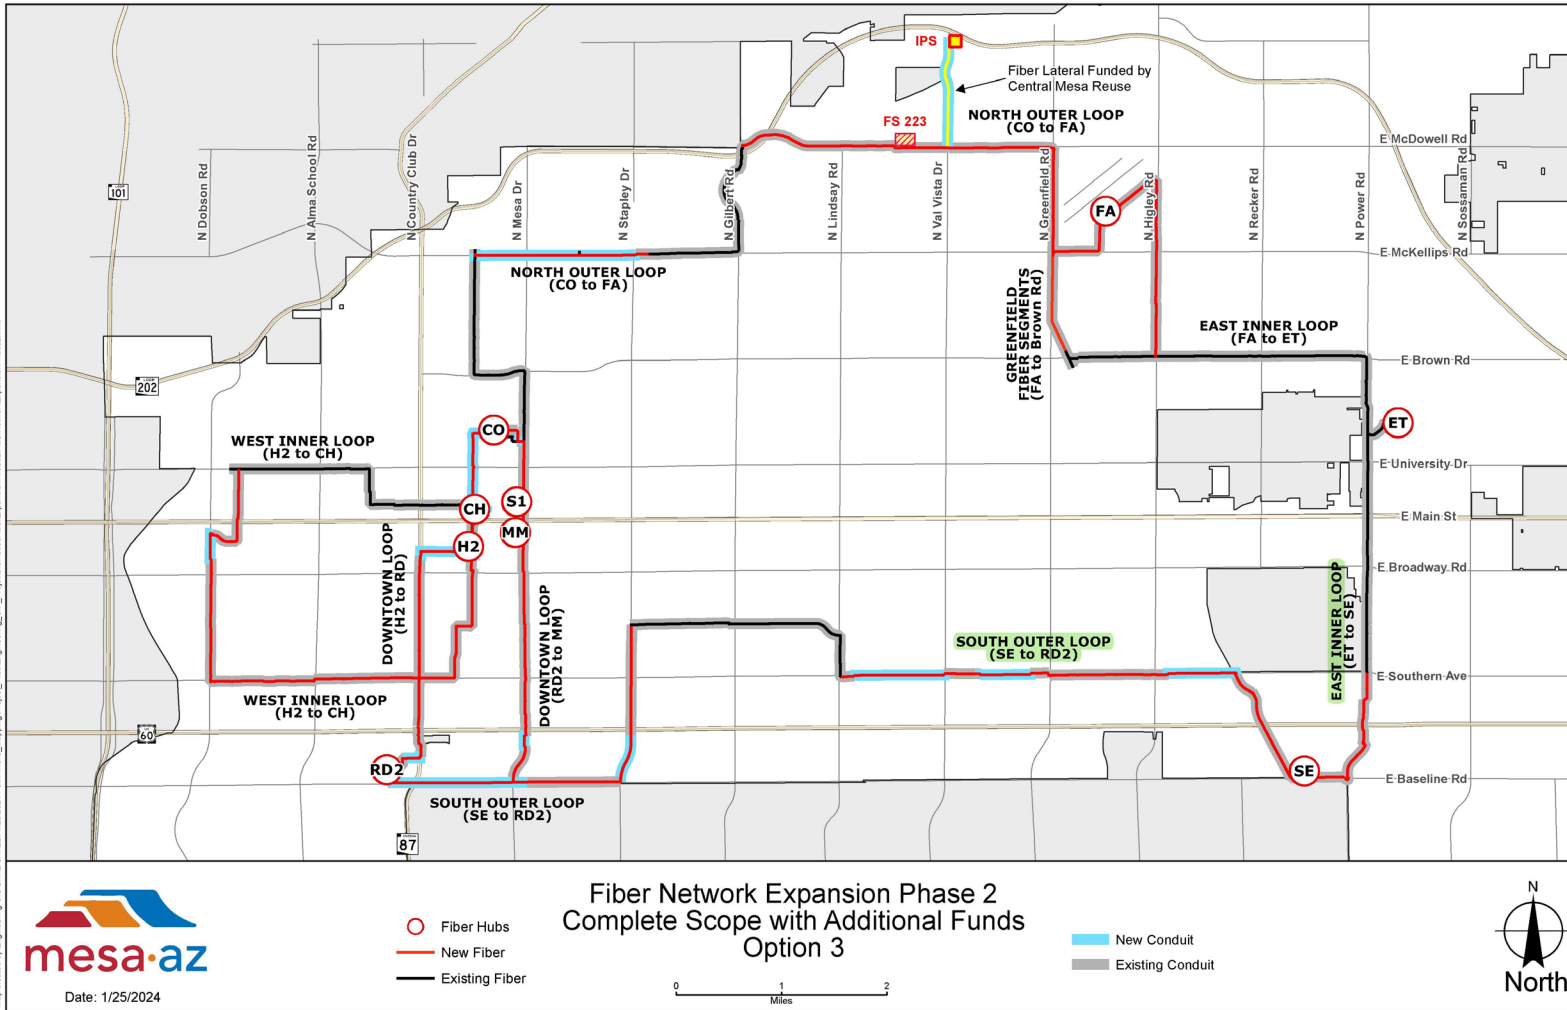 IPS
Fiber Lateral Funded by
Central Mesa Reuse
NORTH OUTER LOOP
(CO to FA)
FS 223
E McDowell Rd
LOOP
101
N Dobson Rd
N Alma School Rd
N Country Club Dr
N Mesa Dr
N Stapley Dr
N Gilbert Rd
N Lindsay Rd
N Val Vista Dr
N Greenfield Rd
N Higley Rd
N Recker Rd
N Power Rd
N Sossaman Rd
FA
E McKellips Rd
NORTH OUTER LOOP
(CO to FA)
GREENFIELD
FIBER SEGMENTS
(FA to Brown Rd)
EAST INNER LOOP
(FA to ET)
E Brown Rd
LOOP
202
CO
ET
WEST INNER LOOP
(H2 to CH)
E University Dr
S1
CH
E Main St
MM
H2
DOWNTOWN LOOP
(H2 to RD)
DOWNTOWN LOOP
(RD2 to MM)
E Broadway Rd
EAST INNER LOOP
(ET to SE)
SOUTH OUTER LOOP
(SE to RD2)
E Southern Ave
WEST INNER LOOP
(H2 to CH)
60
RD2
SE
E Baseline Rd
SOUTH OUTER LOOP
(SE to RD2)
87
mesa·az
Date: 1/25/2024
Fiber Hubs
New Fiber
Existing Fiber
Fiber Network Expansion Phase 2
Complete Scope with Additional Funds
Option 3
0 1 2
Miles
New Conduit
Existing Conduit
N
North